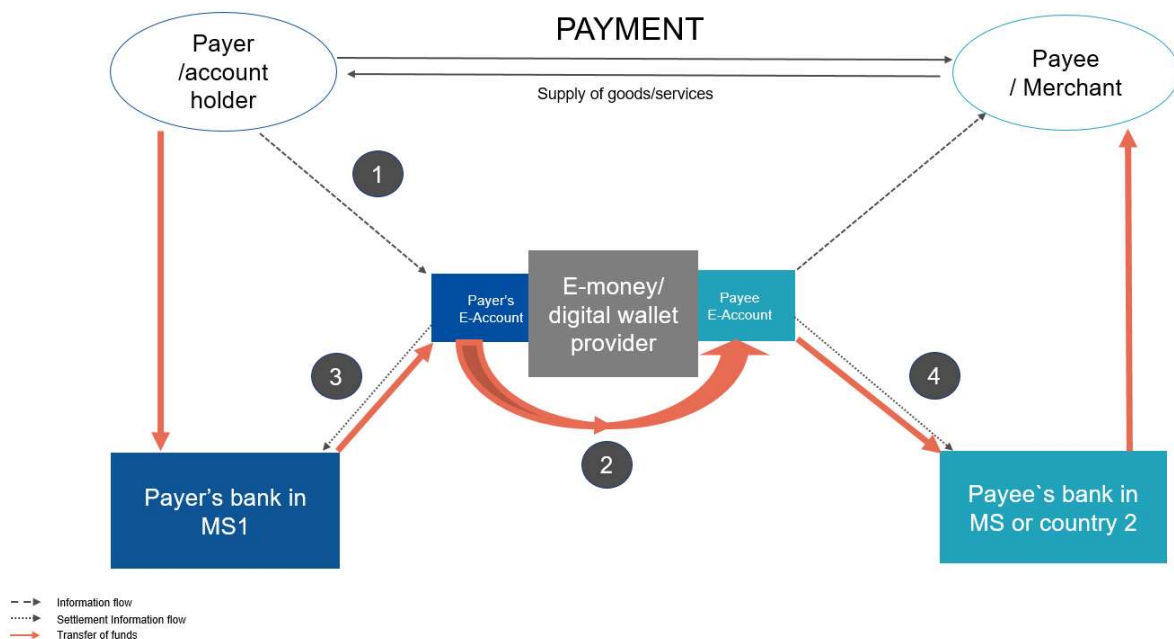 PAYMENT
Payer
/account
holder
Payee
/ Merchant
Supply of goods/services
1
Payer's
E-Account
E-money/
digital wallet
provider
Payee
E-Account
3
4
2
Payer’s bank in
MS1
Payee`s bank in
MS or country 2
Information flow
Settlement Information flow
Transfer of funds